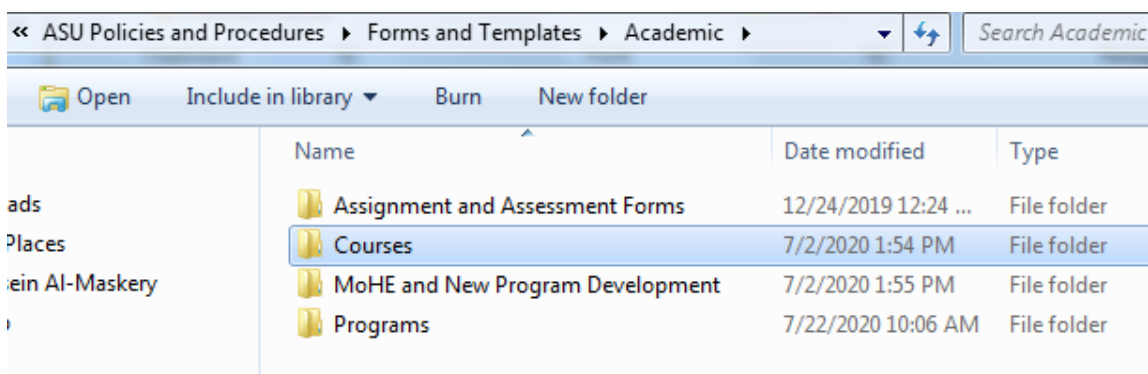 « ASU Policies and Procedures ▸ Forms and Templates ▸ Academic ▸ Search Academic
Open Include in library ▼ Burn New folder
Name Date modified Type
ads Assignment and Assessment Forms 12/24/2019 12:24 ... File folder
Places Courses 7/2/2020 1:54 PM File folder
sein Al-Maskery MoHE and New Program Development 7/2/2020 1:55 PM File folder
Programs 7/22/2020 10:06 AM File folder